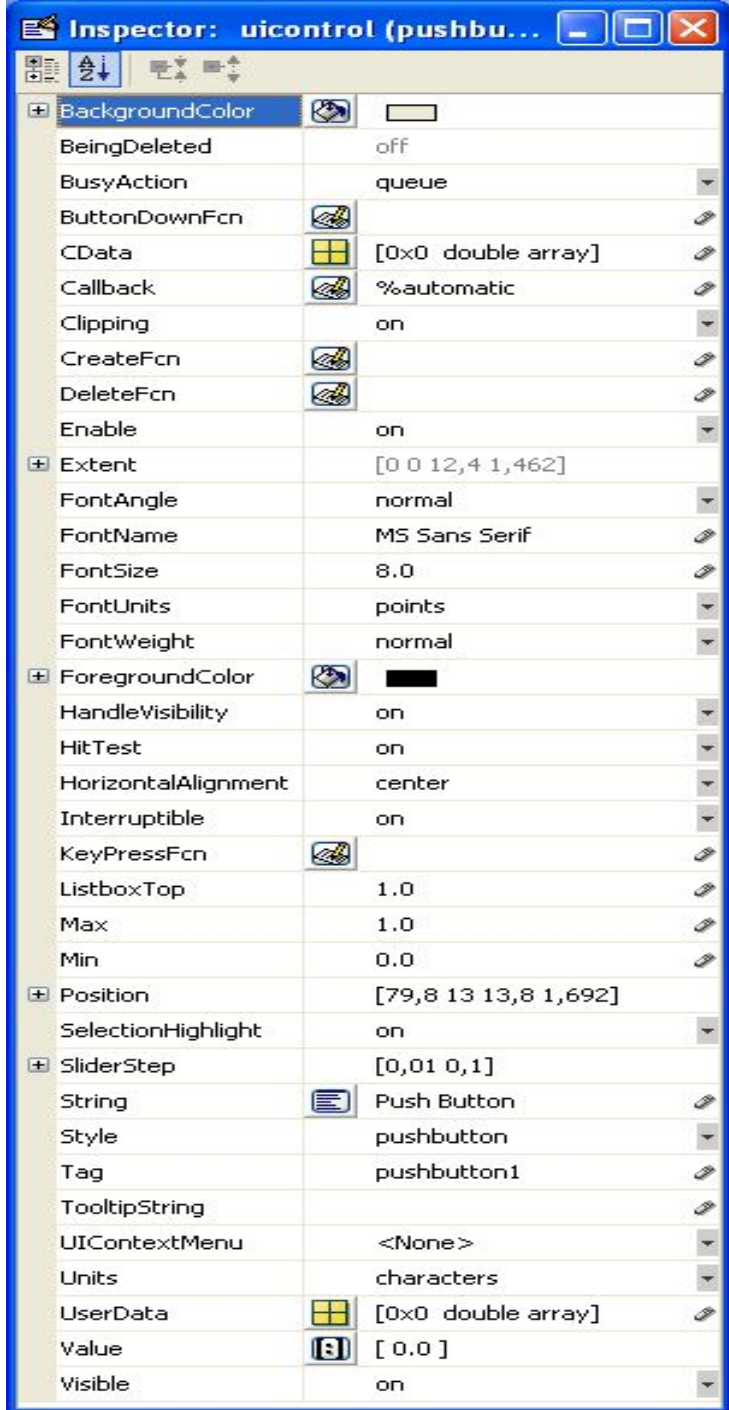 Inspector: uicontrol (pushbu...
BackgroundColor
BeingDeleted off
BusyAction queue
ButtonDownFcn
CData [0x0 double array]
Callback %automatic
Clipping on
CreateFcn
DeleteFcn
Enable on
Extent [0 0 12,4 1,462]
FontAngle normal
FontName MS Sans Serif
FontSize 8.0
FontUnits points
FontWeight normal
ForegroundColor
HandleVisibility on
HitTest on
HorizontalAlignment center
Interruptible on
KeyPressFcn
ListboxTop 1.0
Max 1.0
Min 0.0
Position [79,8 13 13,8 1,692]
SelectionHighlight on
SliderStep [0,01 0,1]
String Push Button
Style pushbutton
Tag pushbutton1
TooltipString
UIContextMenu <None>
Units characters
UserData [0x0 double array]
Value [ 0.0 ]
Visible on